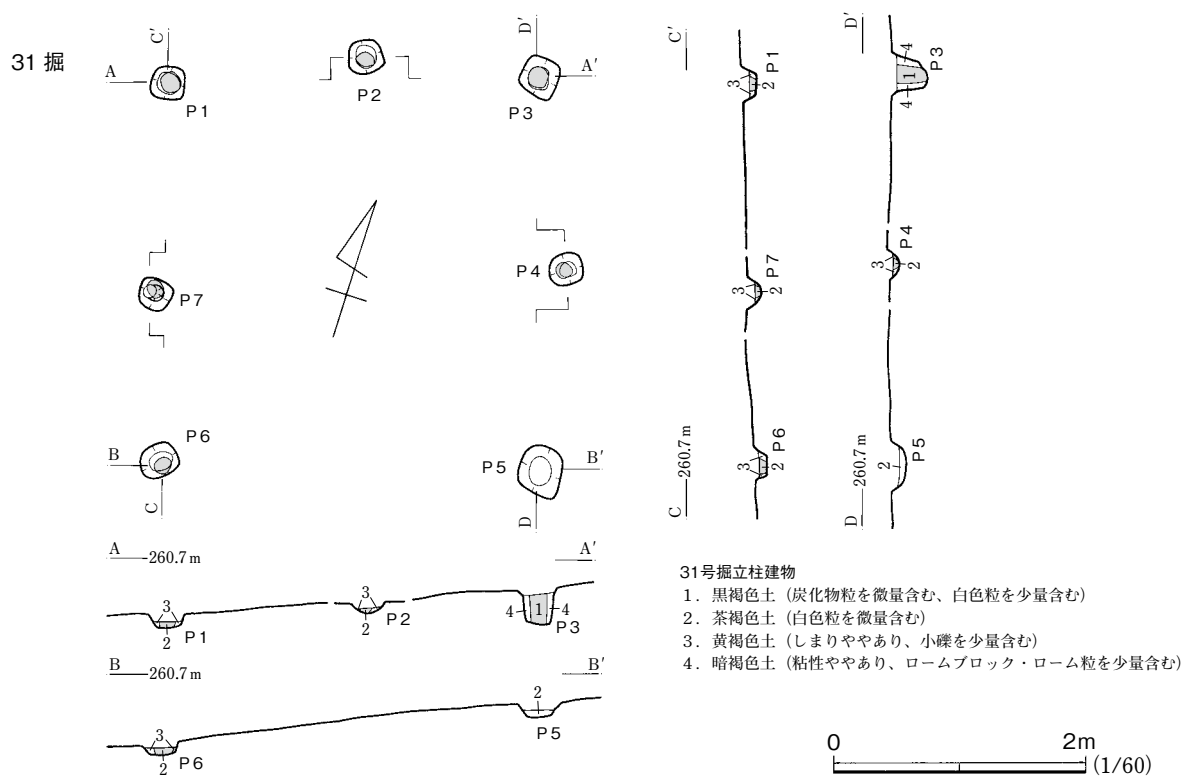 31 掘
C′
A
P1
P2
D′
A′
P3
P7
P4
P6
B
C
P5
B′
D
A
260.7m
A′
3
2
P1
3
2
P2
4
1
4
P3
B
260.7m
B′
3
2
P6
2
P5
C′
3
2
P1
3
2
P7
3
2
P6
C
260.7m
D′
4
1
4
P3
3
2
P4
2
P5
D
260.7m
31号掘立柱建物
1．黒褐色土（炭化物粒を微量含む、白色粒を少量含む）
2．茶褐色土（白色粒を微量含む）
3．黄褐色土（しまりややあり、小礫を少量含む）
4．暗褐色土（粘性ややあり、ロームブロック・ローム粒を少量含む）
0
2m
(1/60)